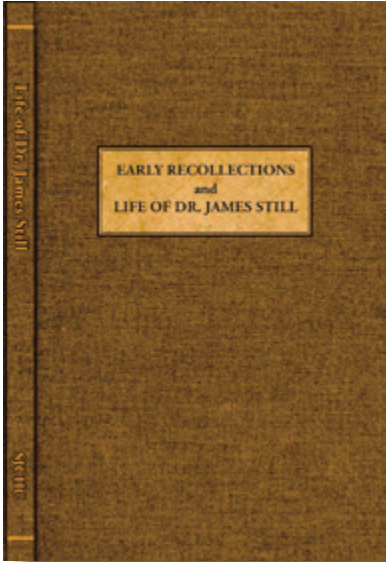 EARLY RECOLLECTIONS
and
LIFE OF DR. JAMES STILL
Life of Dr. James Still